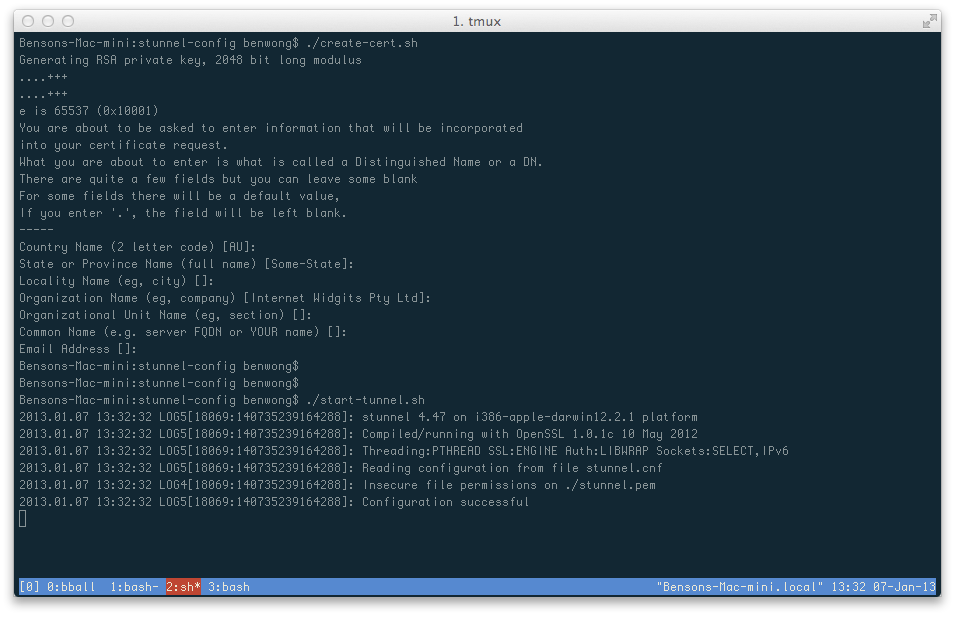 1. tmux
Bensons-Mac-mini:stunnel-config benwong$ ./create-cert.sh
Generating RSA private key, 2048 bit long modulus
....+++
....+++
e is 65537 (0x10001)
You are about to be asked to enter information that will be incorporated
into your certificate request.
What you are about to enter is what is called a Distinguished Name or a DN.
There are quite a few fields but you can leave some blank
For some fields there will be a default value,
If you enter '.', the field will be left blank.
-----
Country Name (2 letter code) [AU]:
State or Province Name (full name) [Some-State]:
Locality Name (eg, city) []:
Organization Name (eg, company) [Internet Widgits Pty Ltd]:
Organizational Unit Name (eg, section) []:
Common Name (e.g. server FQDN or YOUR name) []:
Email Address []:
Bensons-Mac-mini:stunnel-config benwong$
Bensons-Mac-mini:stunnel-config benwong$
Bensons-Mac-mini:stunnel-config benwong$ ./start-tunnel.sh
2013.01.07 13:32:32 LOG5[18069:140735239164288]: stunnel 4.47 on i386-apple-darwin12.2.1 platform
2013.01.07 13:32:32 LOG5[18069:140735239164288]: Compiled/running with OpenSSL 1.0.1c 10 May 2012
2013.01.07 13:32:32 LOG5[18069:140735239164288]: Threading:PTHREAD SSL:ENGINE Auth:LIBWRAP Sockets:SELECT,IPv6
2013.01.07 13:32:32 LOG5[18069:140735239164288]: Reading configuration from file stunnel.cnf
2013.01.07 13:32:32 LOG4[18069:140735239164288]: Insecure file permissions on ./stunnel.pem
2013.01.07 13:32:32 LOG5[18069:140735239164288]: Configuration successful
[0] 0:bball  1:bash- 2:sh* 3:bash "Bensons-Mac-mini.local" 13:32 07-Jan-13